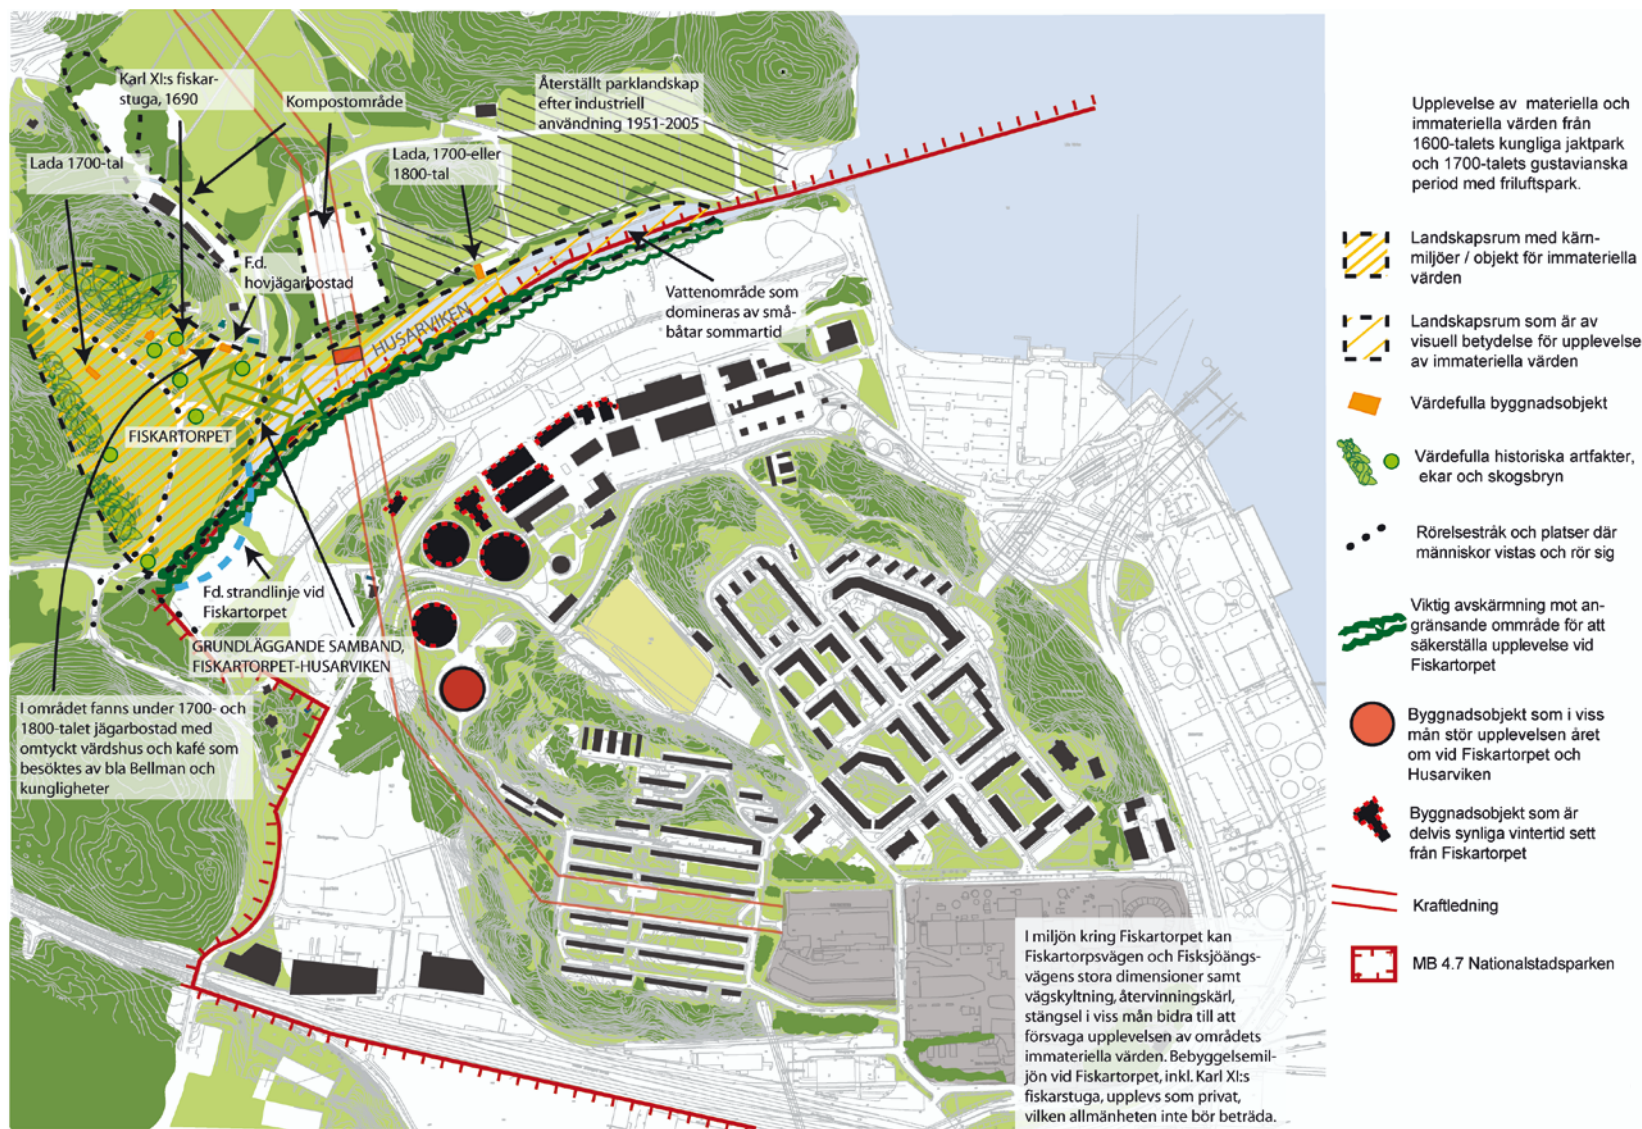 Karl XI:s fiskar-
stuga, 1690
Kompostområde
Återställt parklandskap
efter industriell
användning 1951-2005
Lada 1700-tal
Lada, 1700-eller
1800-tal
F.d.
hovjägarbostad
Vattenområde som
domineras av små-
båtar sommartid
HUSARVIKEN
FISKARTORPET
Fd. strandlinje vid
Fiskartorpet
GRUNDLÄGGANDE SAMBAND,
FISKARTORPET-HUSARVIKEN
I området fanns under 1700- och
1800-talet jägarbostad med
omtyckt värdshus och kafé som
besöktes av bla Bellman och
kungligheter
I miljön kring Fiskartorpet kan
Fiskartorpsvägen och Fisksjöängs-
vägens stora dimensioner samt
vägskyltning, återvinningskärl,
stängsel i viss mån bidra till att
försvaga upplevelsen av områdets
immateriella värden. Bebyggelsemil-
jön vid Fiskartorpet, inkl. Karl XI:s
fiskarstuga, upplevs som privat,
vilken allmänheten inte bör beträda.
Upplevelse av materiella och
immateriella värden från
1600-talets kungliga jaktpark
och 1700-talets gustavianska
period med friluftspark.
Landskapsrum med kärn-
miljöer / objekt för immateriella
värden
Landskapsrum som är av
visuell betydelse för upplevelse
av immateriella värden
Värdefulla byggnadsobjekt
Värdefulla historiska artfakter,
ekar och skogsbryn
Rörelsestråk och platser där
människor vistas och rör sig
Viktig avskärmning mot an-
gränsande ommråde för att
säkerställa upplevelse vid
Fiskartorpet
Byggnadsobjekt som i viss
mån stör upplevelsen året
om vid Fiskartorpet och
Husarviken
Byggnadsobjekt som är
delvis synliga vintertid sett
från Fiskartorpet
Kraftledning
MB 4.7 Nationalstadsparken